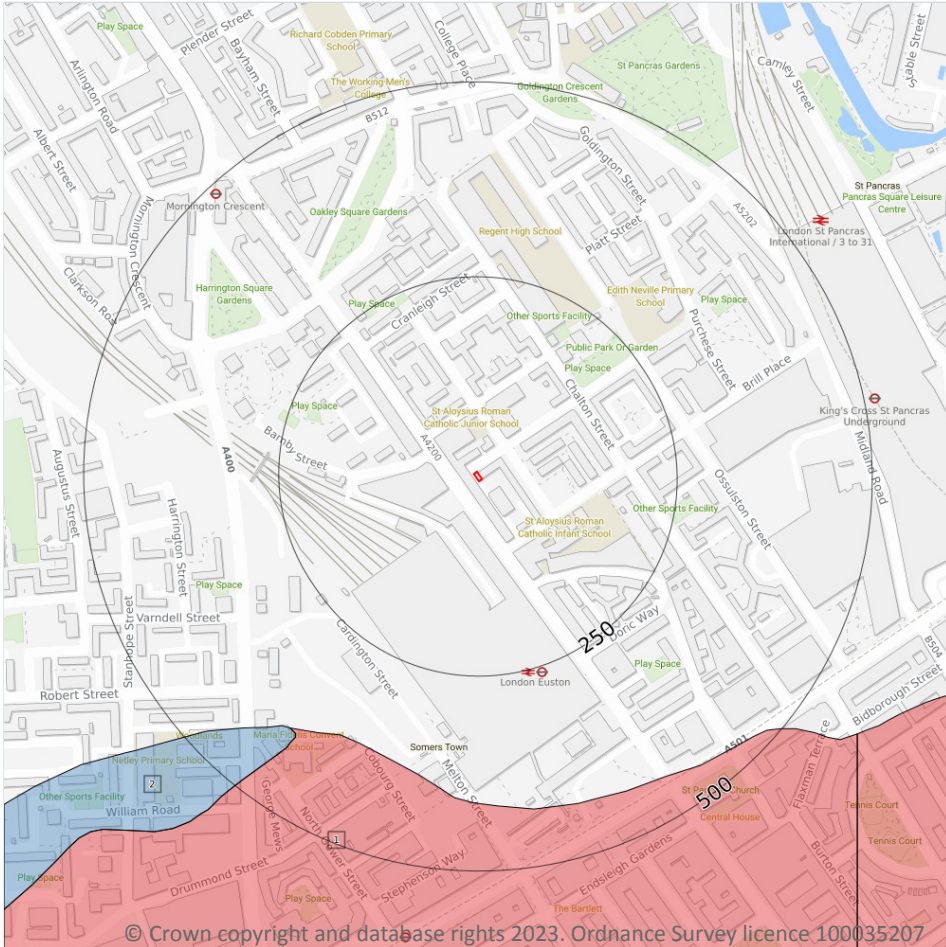 Play Space
Plender Street
Bayham Street
Richard Cobden Primary
School
College Place
The Working Men's
College
B512
Goldington Crescent
Gardens
St Pancras Gardens
Camley Street
Stable Street
Arlington Road
Albert Street
Mornington Crescent
Mornington Crescent
Oakley Square Gardens
Goldington Street
A5202
St Pancras
Pancras Square Leisure
Centre
Regent High School
Platt Street
London St Pancras
International / 3 to 31
Clarkson Row
Harrington Square
Gardens
Play Space
Cranleigh Street
Edith Neville Primary
School
Play Space
Other Sports Facility
Public Park Or Garden
Play Space
Purchese Street
Brill Place
King's Cross St Pancras
Underground
Play Space
St Aloysius Roman
Catholic Junior School
Chalton Street
Barnby Street
A4200
A400
Augustus Street
Midland Road
Harrington Street
Ossulston Street
Other Sports Facility
St Aloysius Roman
Catholic Infant School
Play Space
Varndell Street
Stanhope Street
Cardington Street
250
Doric Way
B504
Play Space
London Euston
Robert Street
Bidborough Street
Woodlands
Maria Fidelis Convent
School
Netley Primary School
Somers Town
A501
Flaxman Terrace
2
Other Sports Facility
William Road
Cobourg Street
Melton Street
500
St Pancras Church
Central House
Tennis Court
George Mews
North Gower Street
1
Tennis Court
Play Space
Drummond Street
Stephenson Way
Endsleigh Gardens
Burton Street
Play Space
The Bartlett
© Crown copyright and database rights 2023. Ordnance Survey licence 100035207